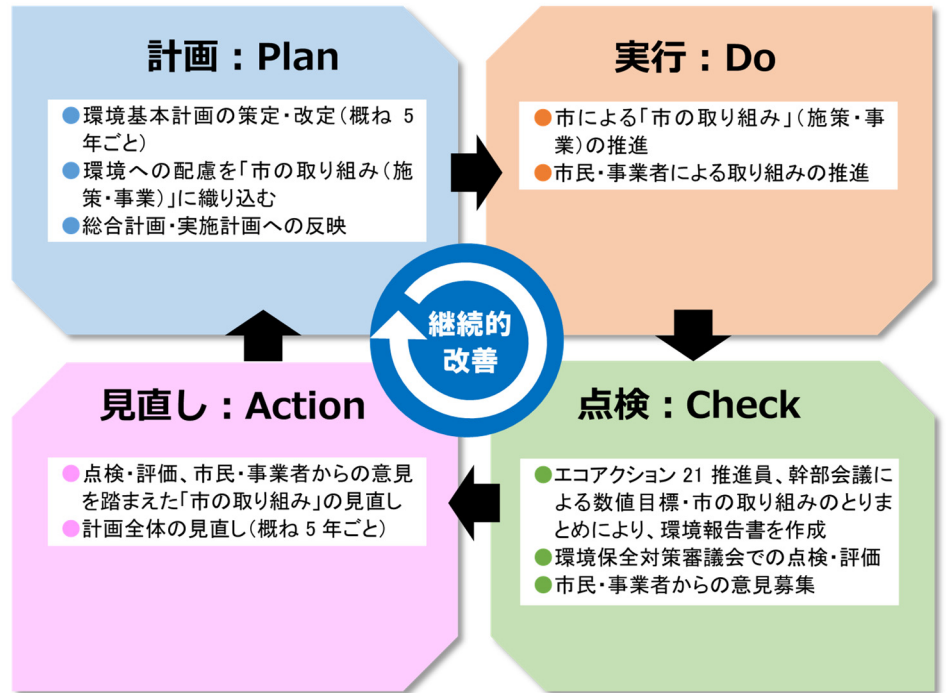 計画：Plan
●環境基本計画の策定・改定（概ね 5
年ごと）
●環境への配慮を「市の取り組み（施
策・事業）」に織り込む
●総合計画・実施計画への反映
実行：Do
●市による「市の取り組み」（施策・事
業）の推進
●市民・事業者による取り組みの推進
継続的
改善
点検：Check
●エコアクション 21 推進員、幹部会議に
よる数値目標・市の取り組みのとりま
とめにより、環境報告書を作成
●環境保全対策審議会での点検・評価
●市民・事業者からの意見募集
見直し：Action
●点検・評価、市民・事業者からの意見
を踏まえた「市の取り組み」の見直し
●計画全体の見直し（概ね 5 年ごと）